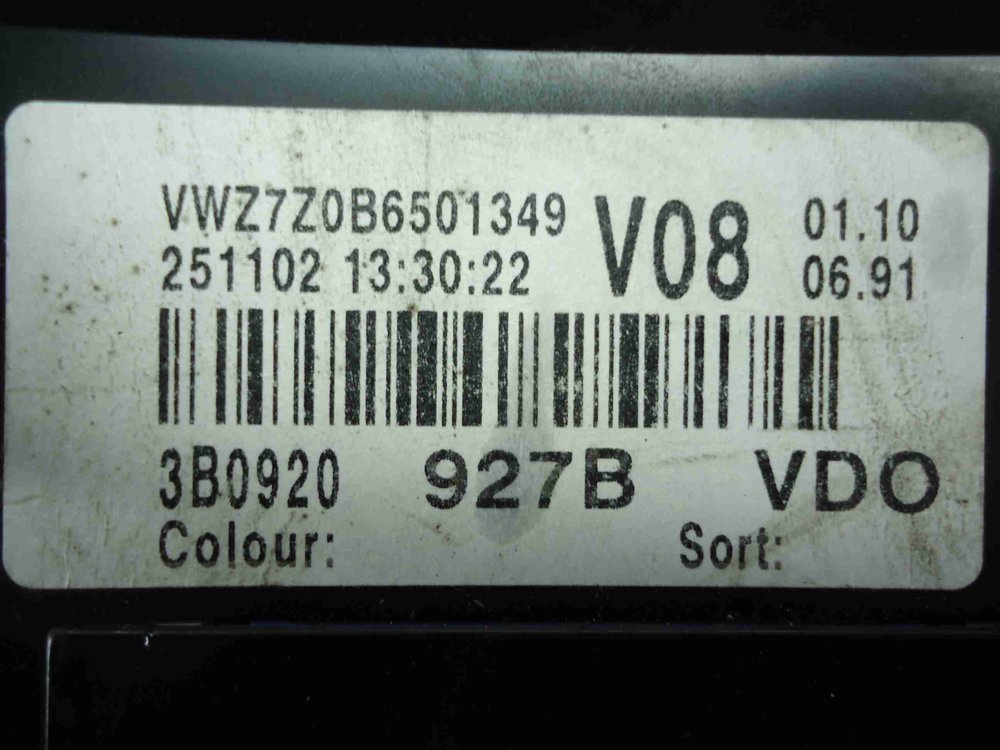 VWZ7Z0B6501349 V08 01.10
251102 13:30:22 06.91
3B0920 927B VDO
Colour: Sort: